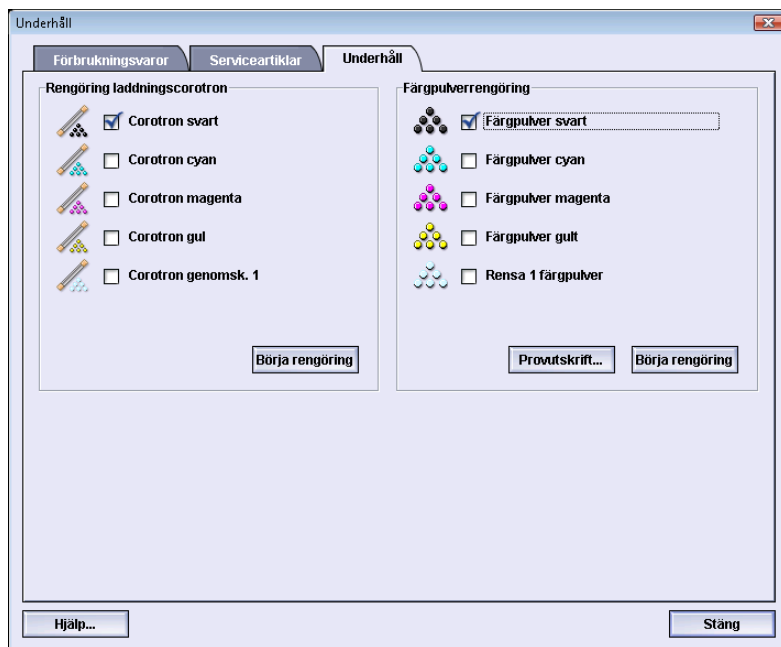 Underhåll
Förbrukningsvaror Serviceartiklar Underhåll
Rengöring laddningscorotron
Corotron svart
Corotron cyan
Corotron magenta
Corotron gul
Corotron genomsk. 1
Börja rengöring
Färgpulverrengöring
Färgpulver svart
Färgpulver cyan
Färgpulver magenta
Färgpulver gult
Rensa 1 färgpulver
Provutskrift... Börja rengöring
Hjälp... Stäng